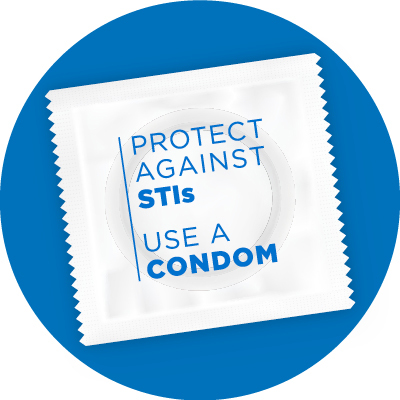 PROTECT
AGAINST
STIs
USE A
CONDOM